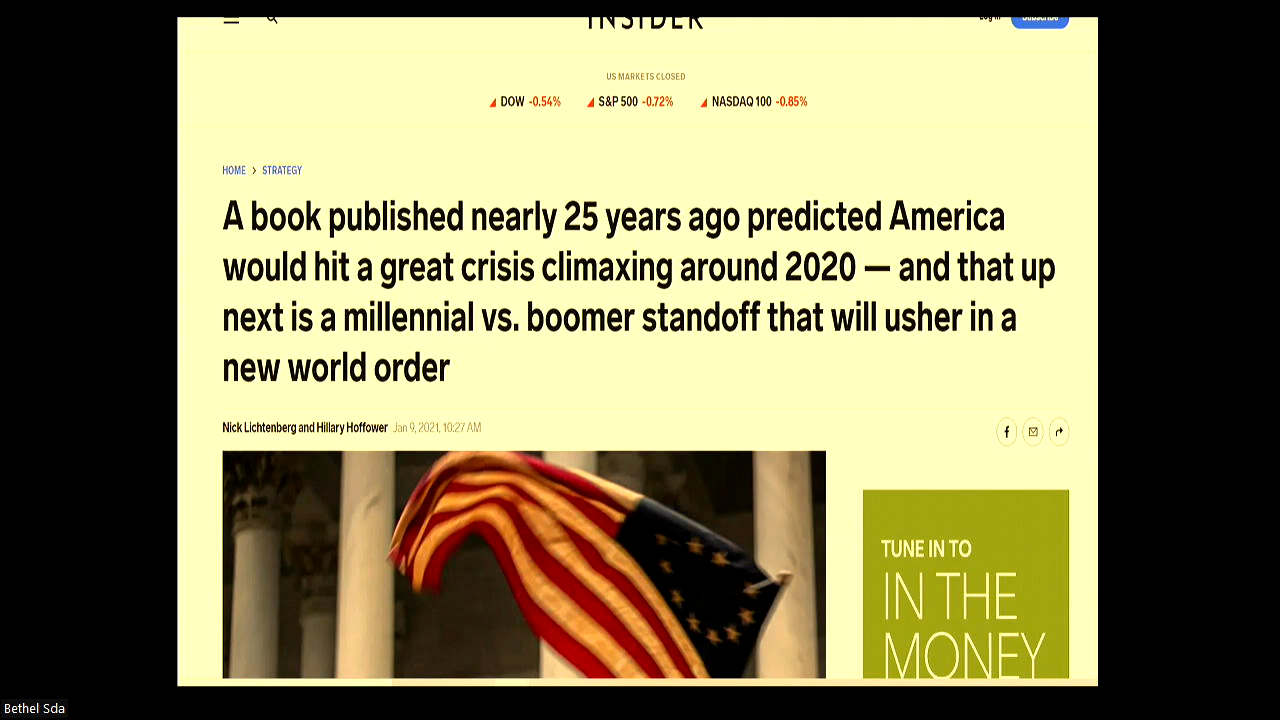 INSIDER
Log in
Subscribe
US MARKETS CLOSED
DOW -0.54% S&P 500 -0.72% NASDAQ 100 -0.85%
HOME > STRATEGY
A book published nearly 25 years ago predicted America
would hit a great crisis climaxing around 2020 — and that up
next is a millennial vs. boomer standoff that will usher in a
new world order
Nick Lichtenberg and Hillary Hoffower Jan 9, 2021, 10:27 AM
TUNE IN TO
IN THE
MONEY
Bethel Sda